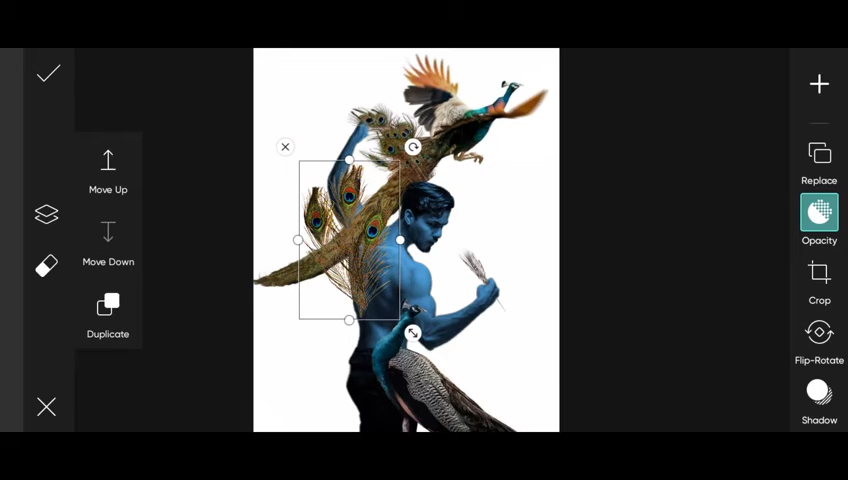 Move Up
Move Down
Duplicate
Replace
Opacity
Crop
Flip-Rotate
Shadow